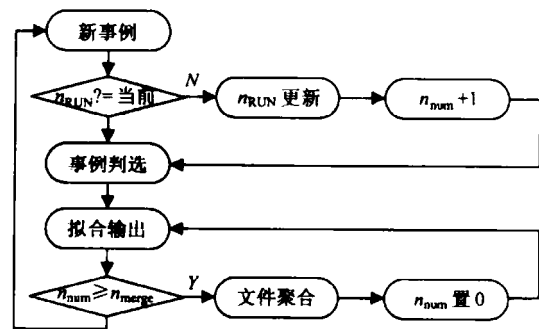 新事例
n_RUN?=当前
N
n_RUN 更新
n_num+1
事例判选
拟合输出
n_num≥n_merge
Y
文件聚合
n_num 置0